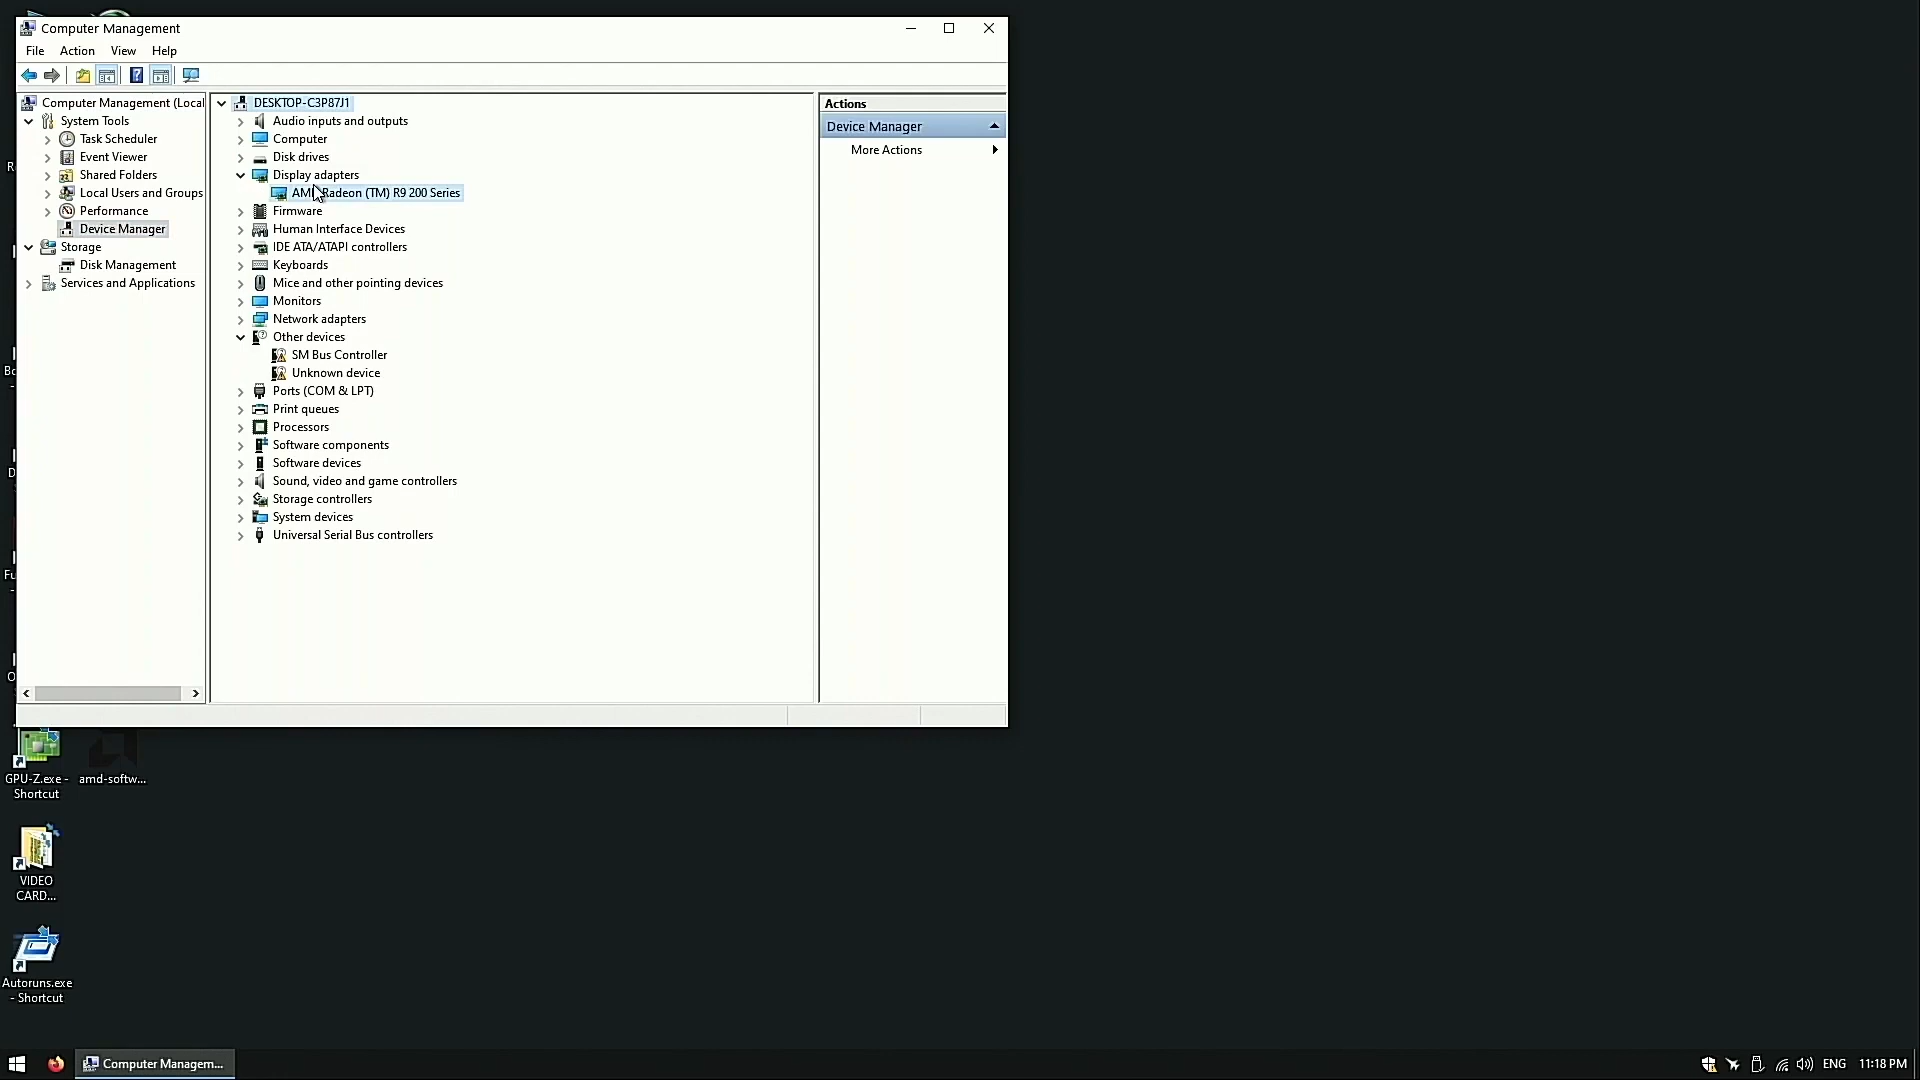 Computer Management
File Action View Help
Computer Management (Local
System Tools
Task Scheduler
Event Viewer
Shared Folders
Local Users and Groups
Performance
Device Manager
Storage
Disk Management
Services and Applications
DESKTOP-C3P87J1
Audio inputs and outputs
Computer
Disk drives
Display adapters
AMD Radeon (TM) R9 200 Series
Firmware
Human Interface Devices
IDE ATA/ATAPI controllers
Keyboards
Mice and other pointing devices
Monitors
Network adapters
Other devices
SM Bus Controller
Unknown device
Ports (COM & LPT)
Print queues
Processors
Software components
Software devices
Sound, video and game controllers
Storage controllers
System devices
Universal Serial Bus controllers
Actions
Device Manager
More Actions
GPU-Z.exe -
Shortcut
amd-softw...
VIDEO
CARD...
Autoruns.exe
- Shortcut
Computer Managem...
ENG 11:18 PM